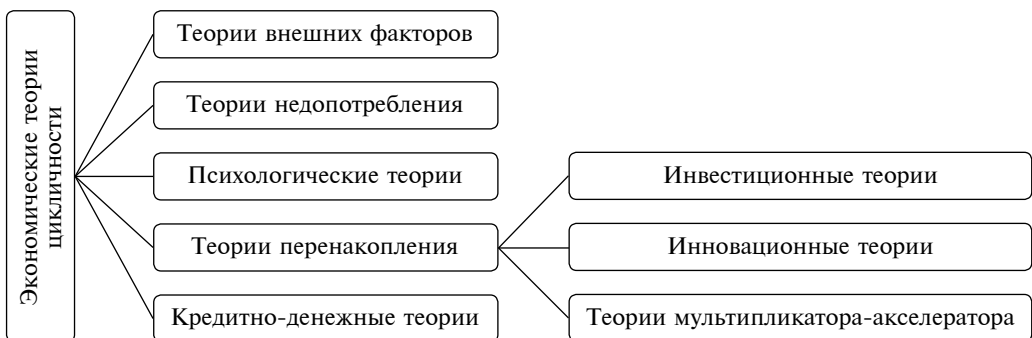 Экономические теории
цикличности
Теории внешних факторов
Теории недопотребления
Психологические теории
Теории перенакопления
Кредитно-денежные теории
Инвестиционные теории
Инновационные теории
Теории мультипликатора-акселератора